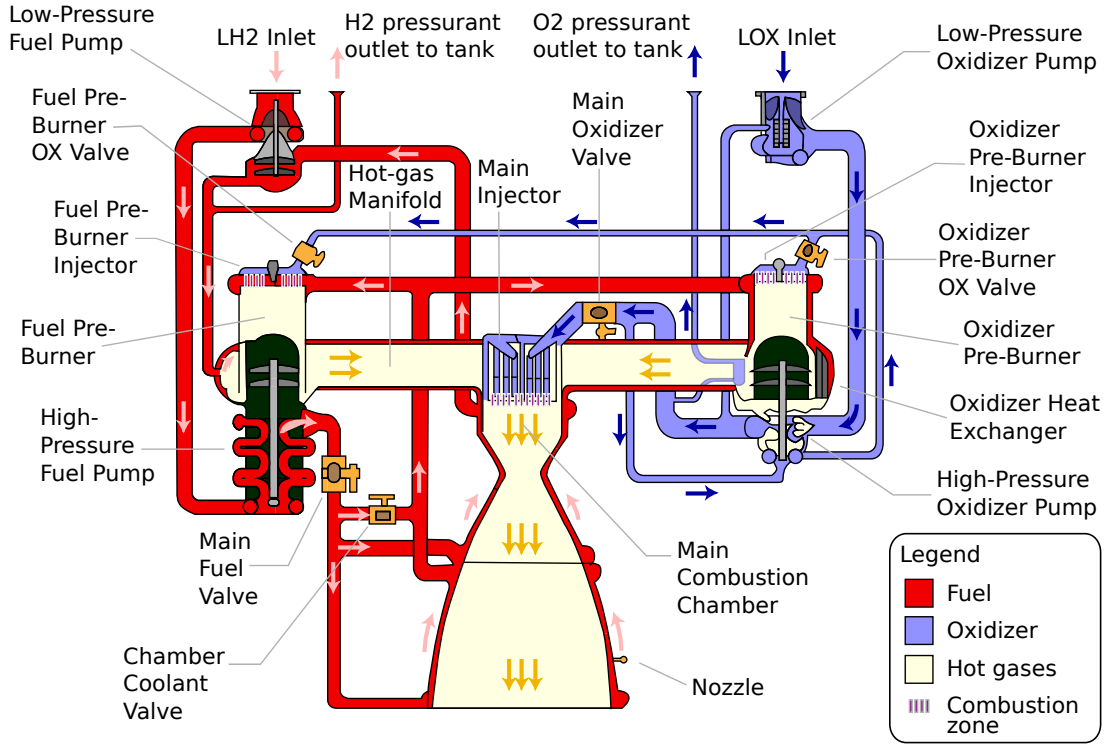 Low-Pressure
Fuel Pump
LH2 Inlet
H2 pressurant
outlet to tank
O2 pressurant
outlet to tank
LOX Inlet
Low-Pressure
Oxidizer Pump
Fuel Pre-
Burner
OX Valve
Main
Oxidizer
Valve
Oxidizer
Pre-Burner
Injector
Hot-gas
Manifold
Main
Injector
Fuel Pre-
Burner
Injector
Oxidizer
Pre-Burner
OX Valve
Fuel Pre-
Burner
Oxidizer
Pre-Burner
High-
Pressure
Fuel Pump
Oxidizer Heat
Exchanger
High-Pressure
Oxidizer Pump
Main
Fuel
Valve
Main
Combustion
Chamber
Chamber
Coolant
Valve
Nozzle
Legend
Fuel
Oxidizer
Hot gases
Combustion
zone